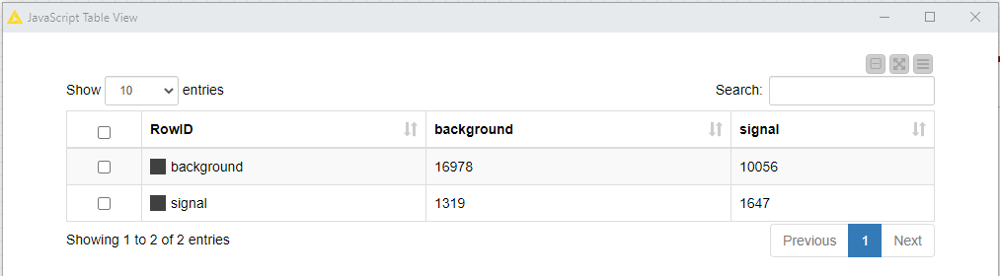 JavaScript Table View
Show 10 entries Search:
RowID background signal
background 16978 10056
signal 1319 1647
Showing 1 to 2 of 2 entries Previous 1 Next